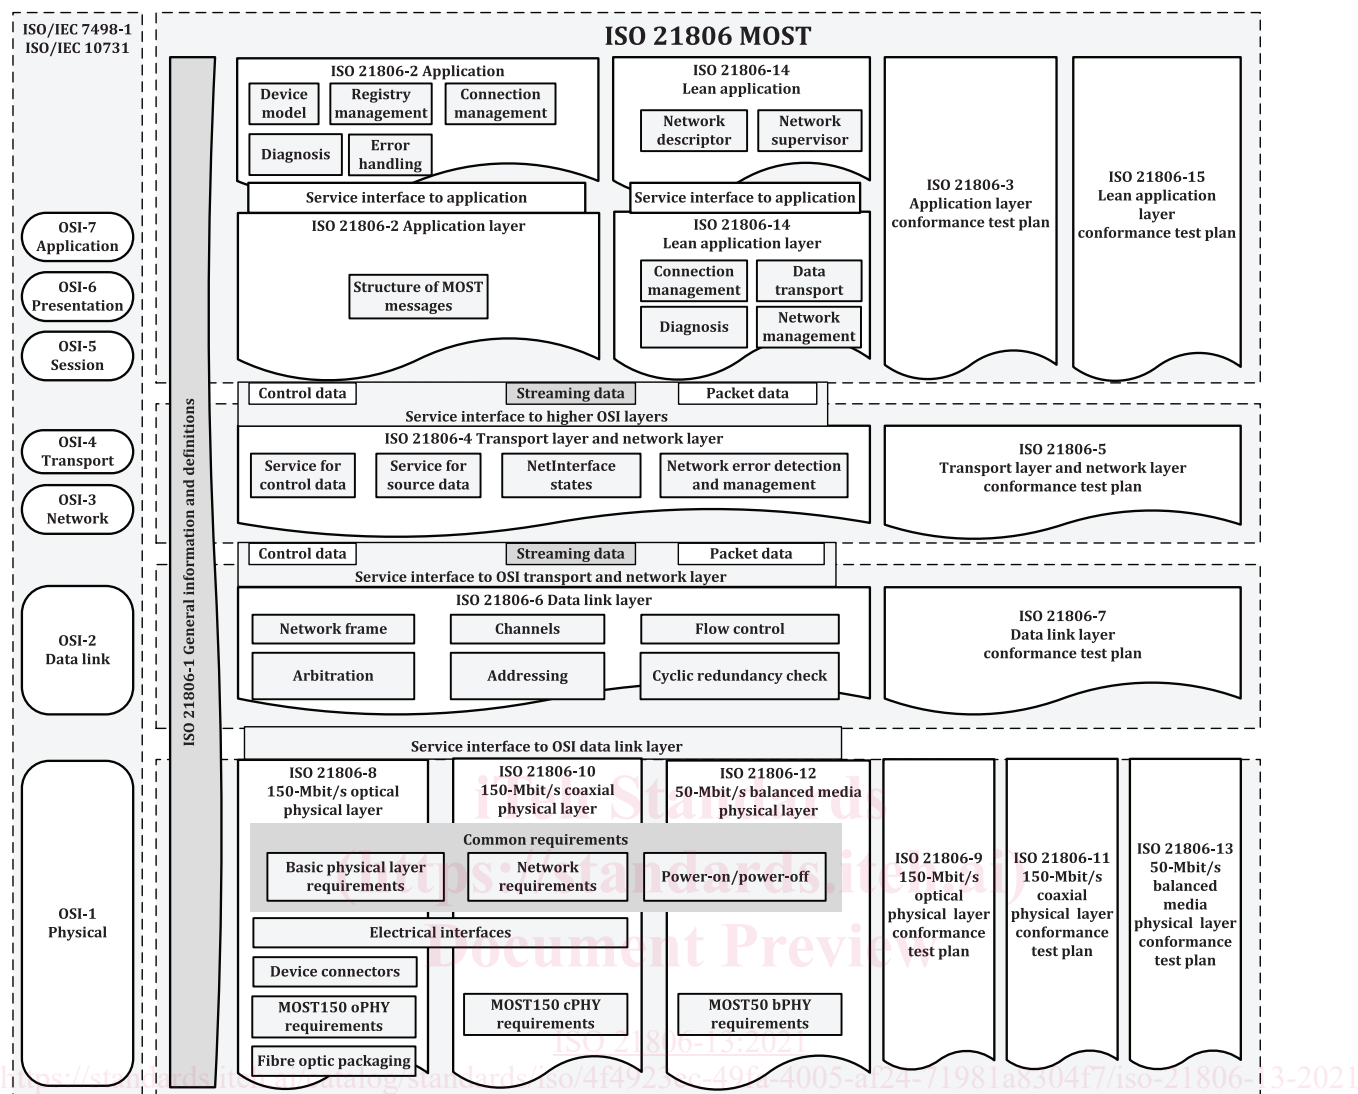 ISO/IEC 7498-1
ISO/IEC 10731
ISO 21806 MOST
ISO 21806-1 General information and definitions
ISO 21806-2 Application
Device
model
Registry
management
Connection
management
Diagnosis
Error
handling
ISO 21806-14
Lean application
Network
descriptor
Network
supervisor
Service interface to application
Service interface to application
ISO 21806-3
Application layer
conformance test plan
ISO 21806-15
Lean application
layer
conformance test plan
OSI-7
Application
OSI-6
Presentation
OSI-5
Session
ISO 21806-2 Application layer
Structure of MOST
messages
ISO 21806-14
Lean application layer
Connection
management
Data
transport
Diagnosis
Network
management
Control data
Streaming data
Packet data
Service interface to higher OSI layers
OSI-4
Transport
OSI-3
Network
ISO 21806-4 Transport layer and network layer
Service for
control data
Service for
source data
NetInterface
states
Network error detection
and management
ISO 21806-5
Transport layer and network layer
conformance test plan
Control data
Streaming data
Packet data
Service interface to OSI transport and network layer
OSI-2
Data link
ISO 21806-6 Data link layer
Network frame
Channels
Flow control
Arbitration
Addressing
Cyclic redundancy check
ISO 21806-7
Data link layer
conformance test plan
Service interface to OSI data link layer
OSI-1
Physical
ISO 21806-8
150-Mbit/s optical
physical layer
ISO 21806-10
150-Mbit/s coaxial
physical layer
ISO 21806-12
50-Mbit/s balanced media
physical layer
Common requirements
Basic physical layer
requirements
Network
requirements
Power-on/power-off
Electrical interfaces
Device connectors
MOST150 oPHY
requirements
MOST150 cPHY
requirements
MOST50 bPHY
requirements
Fibre optic packaging
ISO 21806-9
150-Mbit/s
optical
physical layer
conformance
test plan
ISO 21806-11
150-Mbit/s
coaxial
physical layer
conformance
test plan
ISO 21806-13
50-Mbit/s
balanced
media
physical layer
conformance
test plan
iTeh Standards
(https://standards.iteh.ai)
Document Preview
ISO 21806-13:2021
https://standards.iteh.ai/catalog/standards/iso/4f4923ec-49fa-4005-af24-71981a8304f7/iso-21806-13-2021